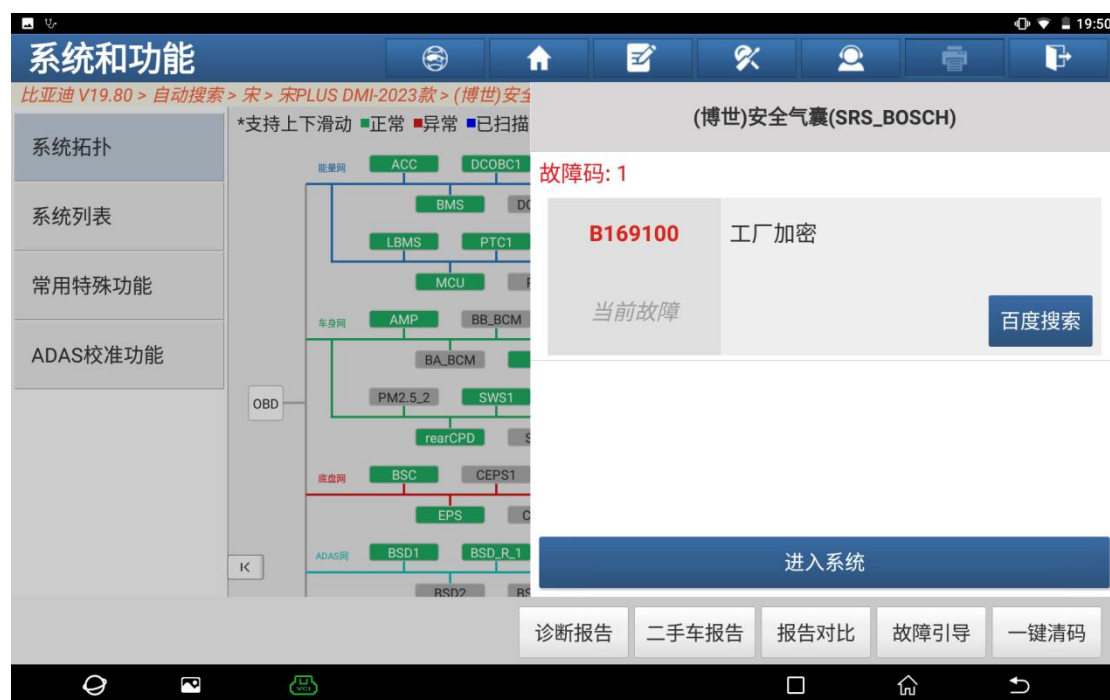 19:50
系统和功能
比亚迪 V19.80 > 自动搜索 > 宋 > 宋PLUS DMI-2023款 > (博世)安全
系统拓扑
系统列表
常用特殊功能
ADAS校准功能
*支持上下滑动 ■正常 ■异常 ■已扫描
能量网 ACC DCOBC1
BMS DC
LBMS PTC1
MCU
车身网 AMP BB_BCM
BA_BCM
OBD
PM2.5_2 SWS1
rearCPD S
底盘网 BSC CEPS1
EPS C
ADAS网 BSD1 BSD_R_1
BSD2 BS
(博世)安全气囊(SRS_BOSCH)
故障码: 1
B169100 工厂加密
当前故障
百度搜索
进入系统
诊断报告 二手车报告 报告对比 故障引导 一键清码
VCI